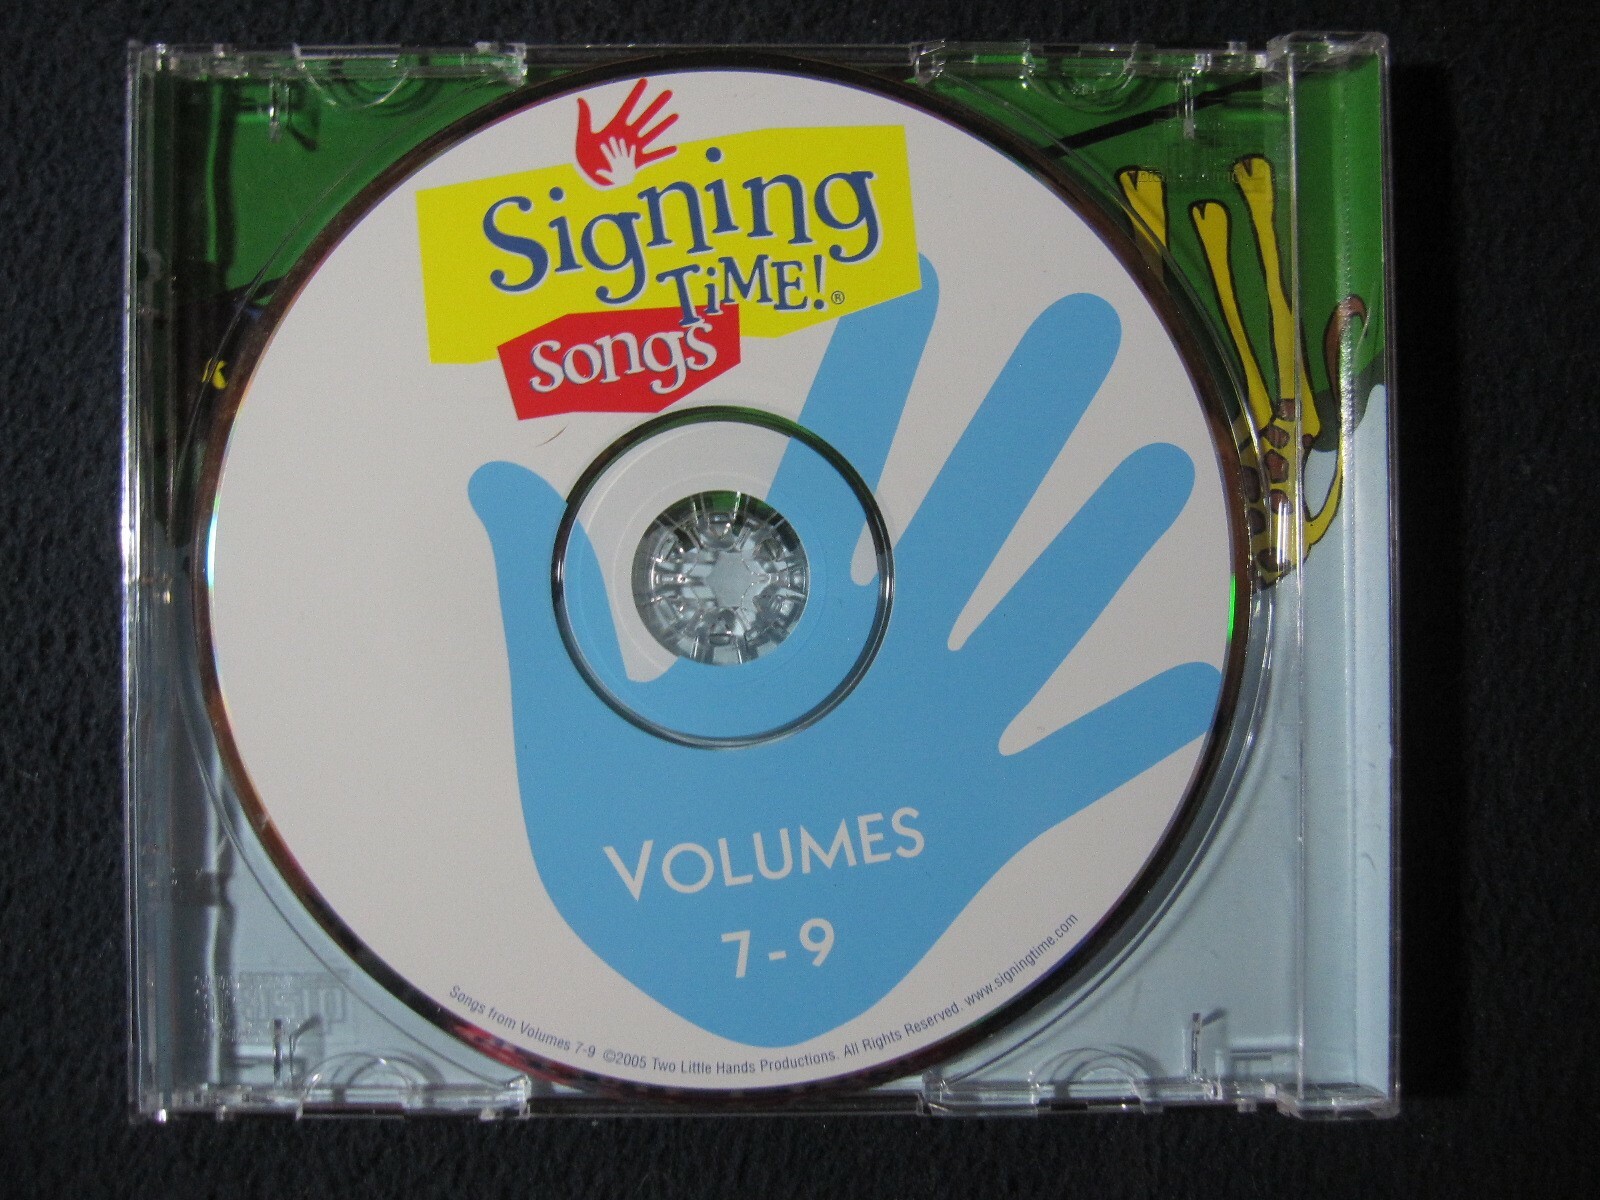 Signing
TiME!®
songs
VOLUMES
7-9
Songs from Volumes 7-9 ©2005 Two Little Hands Productions. All Rights Reserved. www.signingtime.com